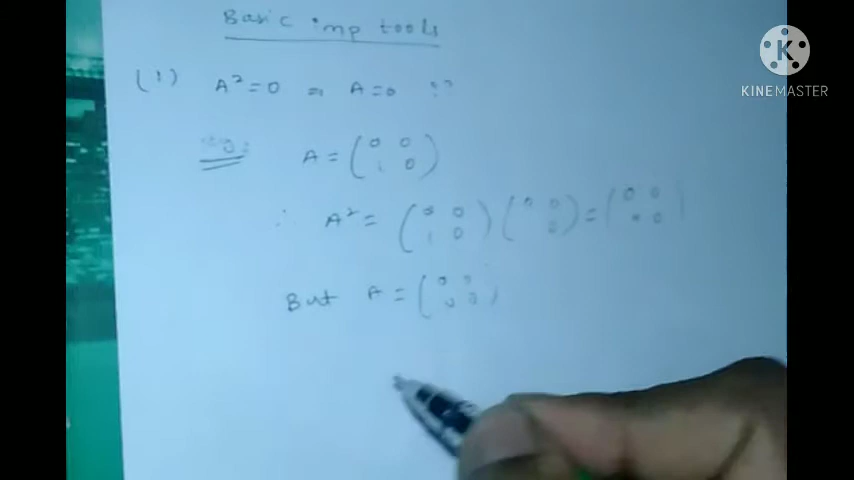 Basic imp tools
(1) A² = 0 ⇒ A = 0 ??
KINEMASTER
A = (0 0
1 0)
∴ A² = (0 0
1 0) (0 0
0) = (0 0
0 0)
But A = (0 0
0 0)